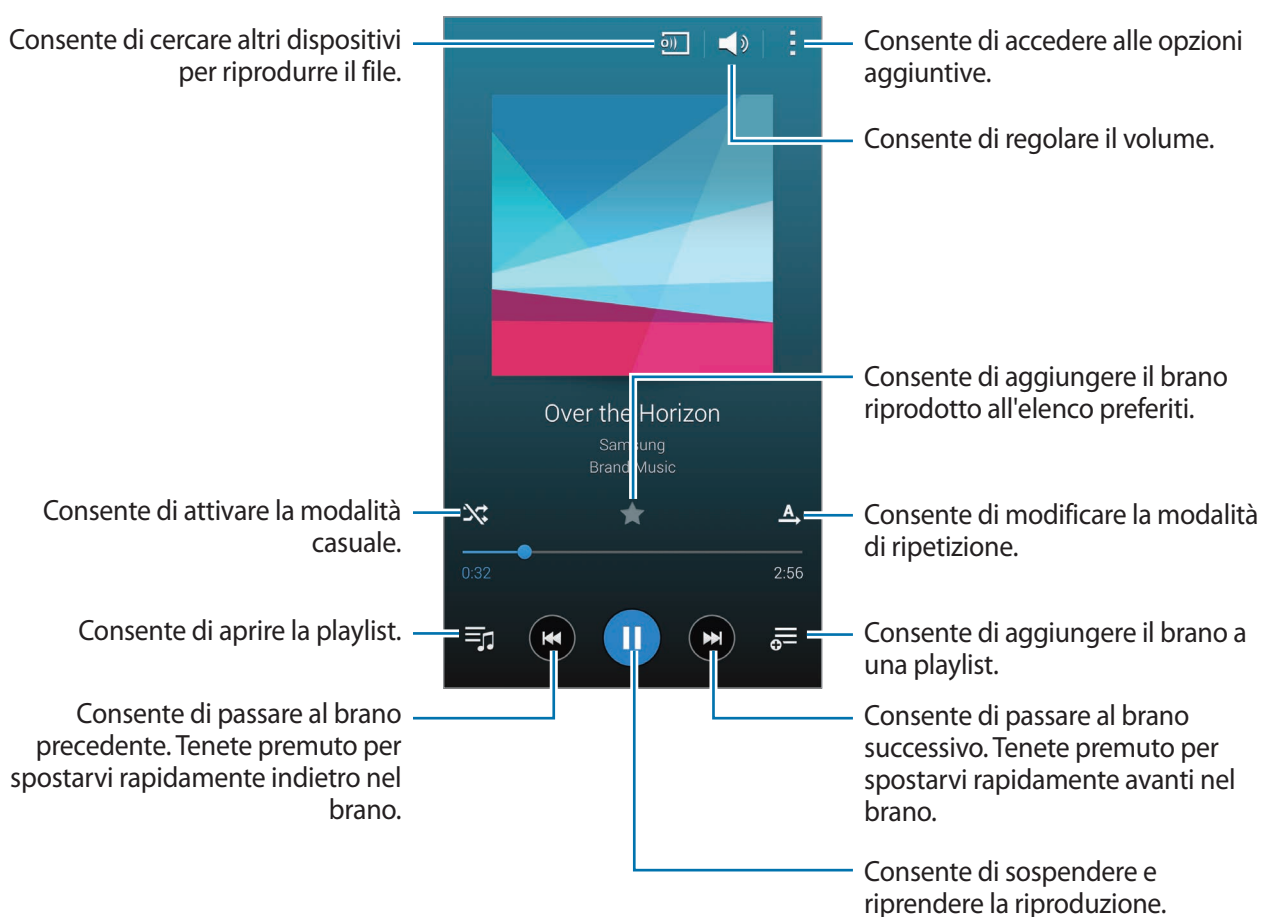 Consente di cercare altri dispositivi
per riprodurre il file.
Consente di accedere alle opzioni
aggiuntive.
Consente di regolare il volume.
Consente di aggiungere il brano
riprodotto all'elenco preferiti.
Over the Horizon
Samsung
Brand Music
Consente di attivare la modalità
casuale.
A
Consente di modificare la modalità
di ripetizione.
0:32
2:56
Consente di aprire la playlist.
Consente di aggiungere il brano a
una playlist.
Consente di passare al brano
precedente. Tenete premuto per
spostarvi rapidamente indietro nel
brano.
Consente di passare al brano
successivo. Tenete premuto per
spostarvi rapidamente avanti nel
brano.
Consente di sospendere e
riprendere la riproduzione.